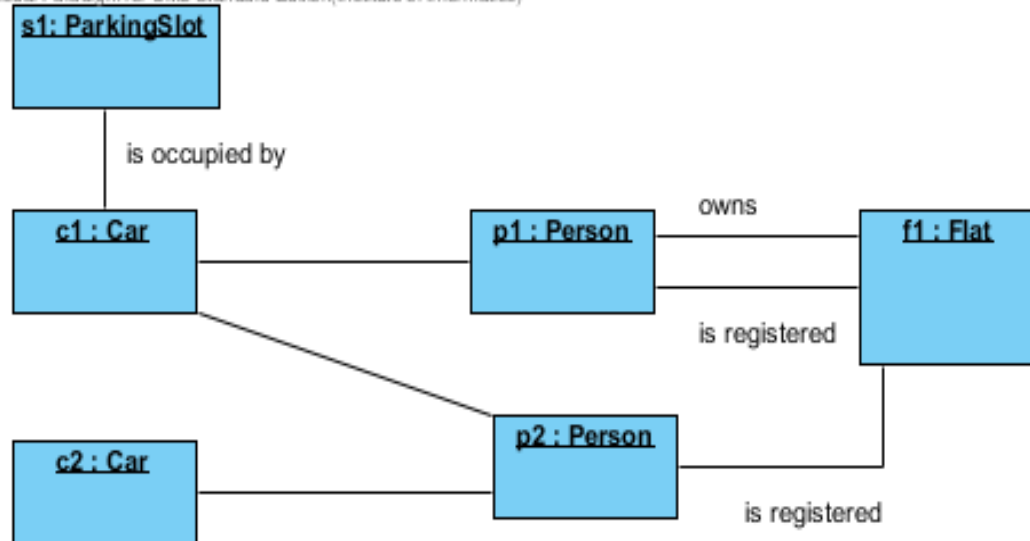 s1: ParkingSlot
is occupied by
owns
c1 : Car
p1 : Person
f1 : Flat
is registered
p2 : Person
c2 : Car
is registered